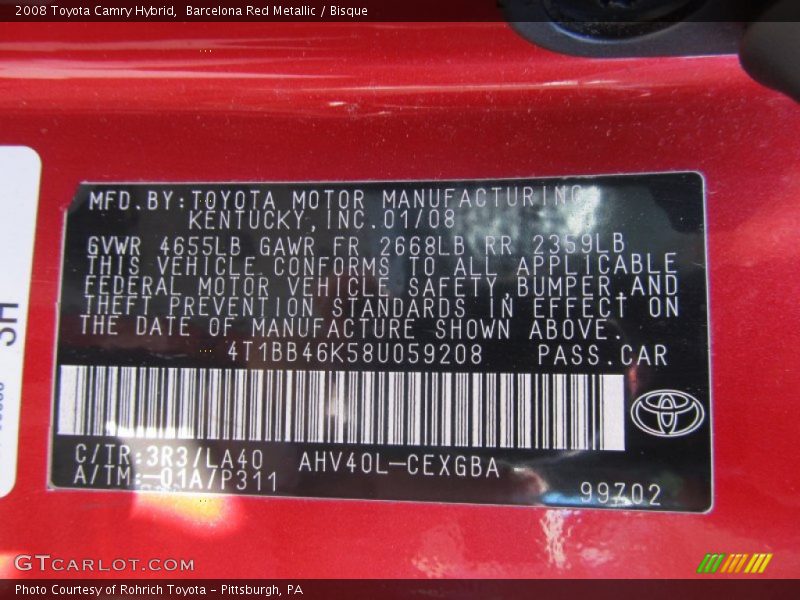 2008 Toyota Camry Hybrid, Barcelona Red Metallic / Bisque
MFD.BY:TOYOTA MOTOR MANUFACTURING
KENTUCKY,INC.01/08
GVWR 4655LB GAWR FR 2668LB RR 2359LB
THIS VEHICLE CONFORMS TO ALL APPLICABLE
FEDERAL MOTOR VEHICLE SAFETY,BUMPER,AND
THEFT PREVENTION STANDARDS IN EFFECT ON
THE DATE OF MANUFACTURE SHOWN ABOVE.
4T1BB46K58U059208 PASS.CAR
C/TR:3R3/LA40 AHV40L-CEXGBA
A/TM:-01A/P311
99702
SH
GTCARLOT.COM
Photo Courtesy of Rohrich Toyota - Pittsburgh, PA